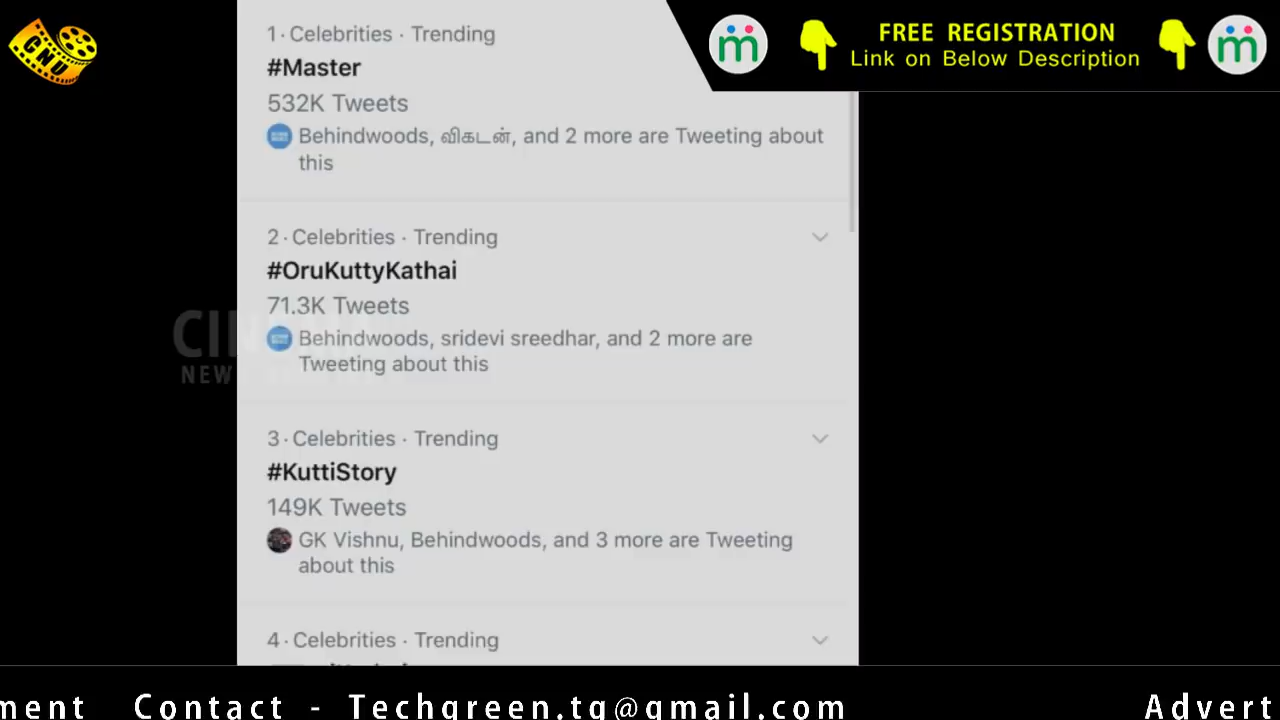 CNU
FREE REGISTRATION
Link on Below Description
1 · Celebrities · Trending
#Master
532K Tweets
Behindwoods, விகடன், and 2 more are Tweeting about
this
2 · Celebrities · Trending
#OruKuttyKathai
71.3K Tweets
Behindwoods, sridevi sreedhar, and 2 more are
Tweeting about this
CIN
NEW
3 · Celebrities · Trending
#KuttiStory
149K Tweets
GK Vishnu, Behindwoods, and 3 more are Tweeting
about this
4 · Celebrities · Trending
ment Contact - Techgreen.tg@gmail.com Advert